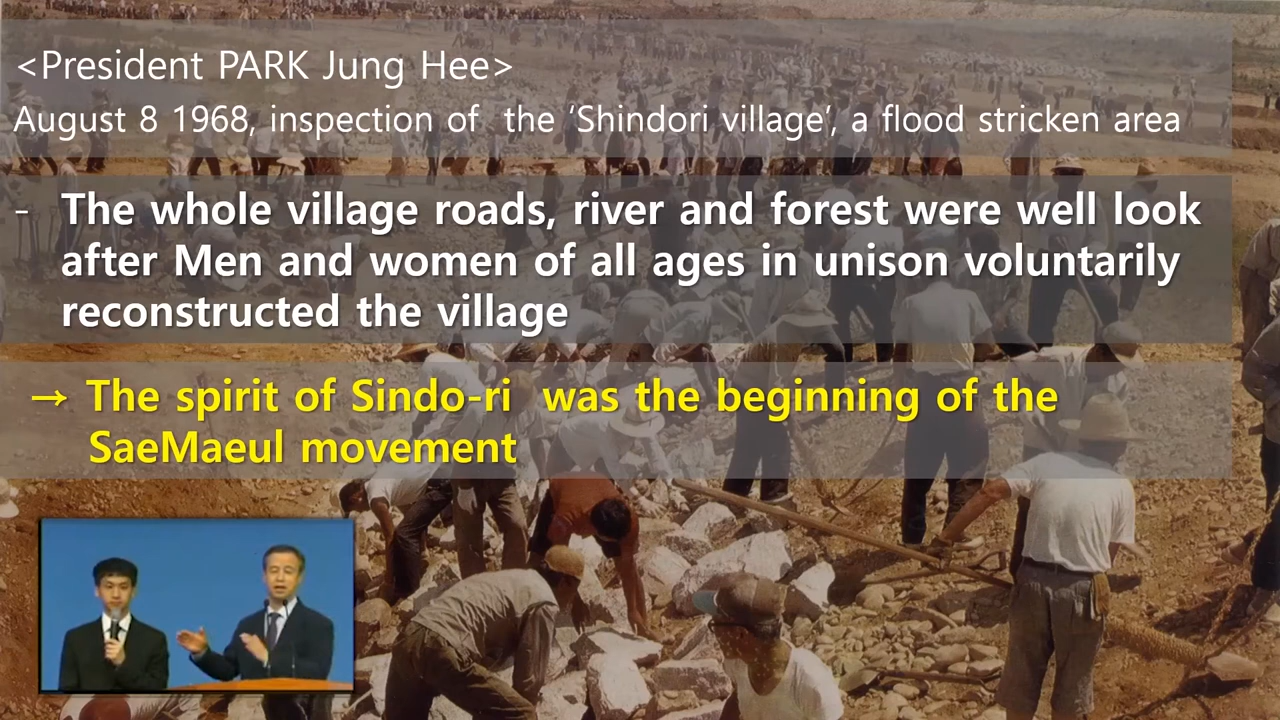 <President PARK Jung Hee>
August 8 1968, inspection of the ‘Shindori village’, a flood stricken area
- The whole village roads, river and forest were well look
after Men and women of all ages in unison voluntarily
reconstructed the village
→ The spirit of Sindo-ri was the beginning of the
SaeMaeul movement